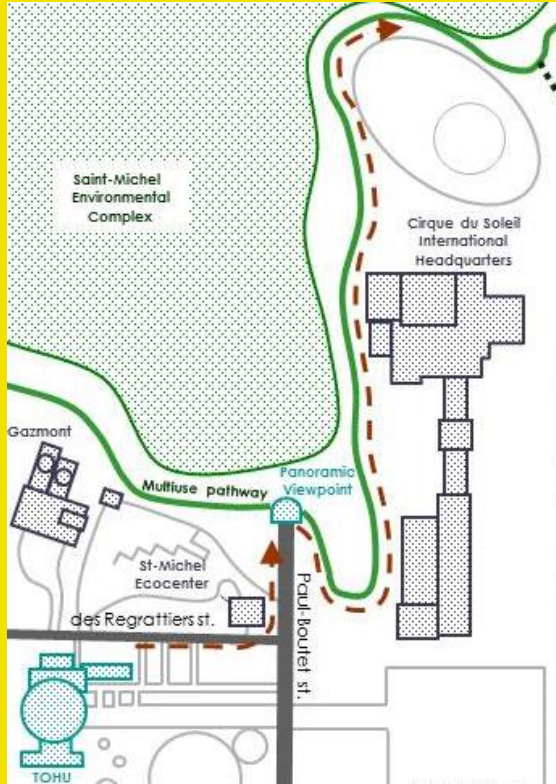 Saint-Michel
Environmental
Complex
Cirque du Soleil
International
Headquarters
Gazmont
Multiuse pathway
Panoramic
Viewpoint
St-Michel
Ecocenter
des Regrattiers st.
Paul-Boutet st.
TOHU